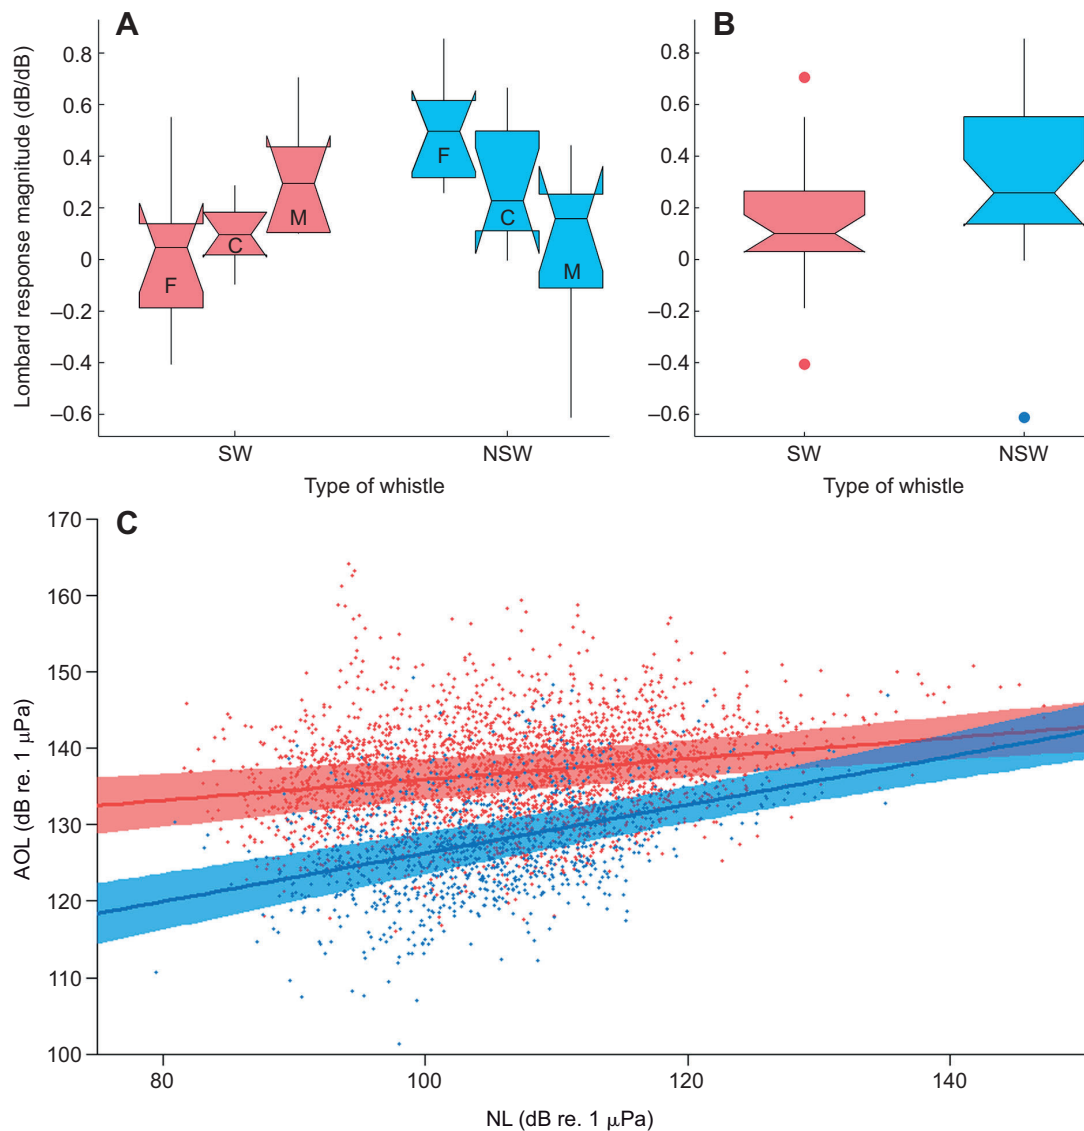 A
B
Lombard response magnitude (dB/dB)
0.8
0.6
0.4
0.2
0
–0.2
–0.4
–0.6
F
C
M
F
C
M
SW
NSW
Type of whistle
0.8
0.6
0.4
0.2
0
–0.2
–0.4
–0.6
SW
NSW
Type of whistle
C
AOL (dB re. 1 μPa)
170
160
150
140
130
120
110
100
80
100
120
140
NL (dB re. 1 μPa)